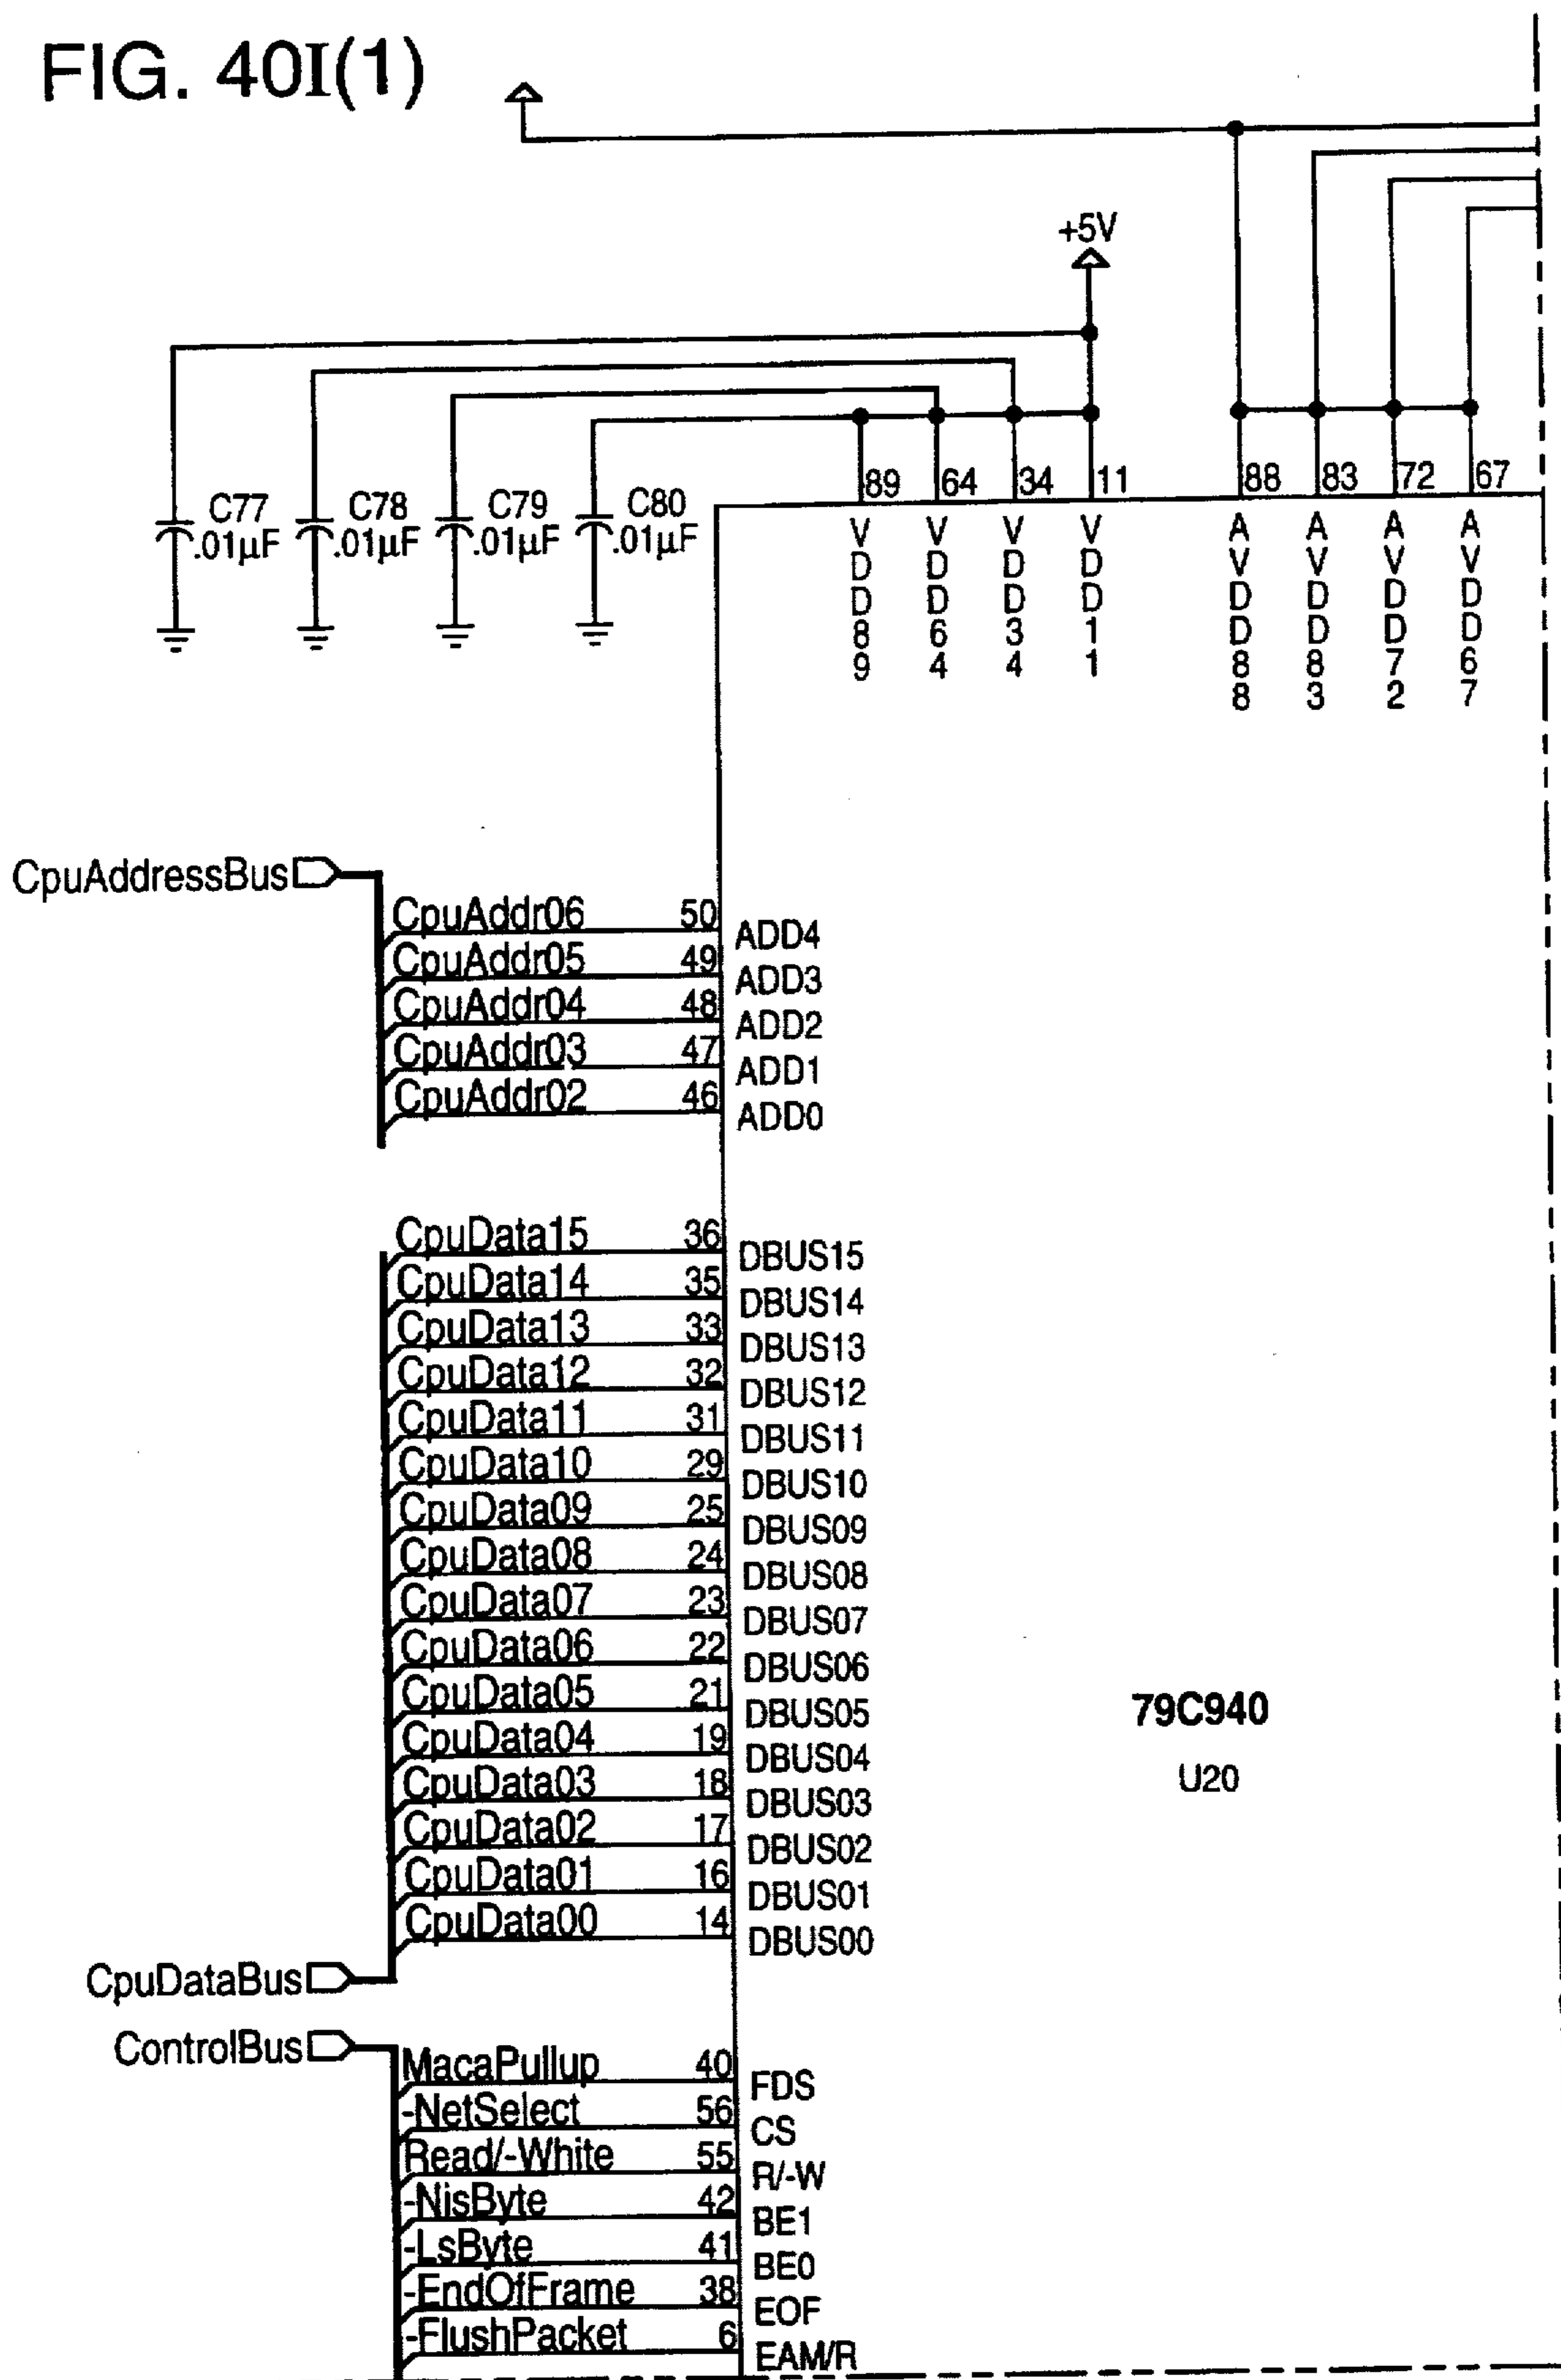 FIG. 40I(1)
+5V
89 64 34 11 88 83 72 67
C77 C78 C79 C80
.01µF .01µF .01µF .01µF
VDD89 VDD64 VDD34 VDD11 AVDD88 AVDD83 AVDD72 AVDD67
CpuAddressBus
CpuAddr06 50 ADD4
CpuAddr05 49 ADD3
CpuAddr04 48 ADD2
CpuAddr03 47 ADD1
CpuAddr02 46 ADD0
CpuData15 36 DBUS15
CpuData14 35 DBUS14
CpuData13 33 DBUS13
CpuData12 32 DBUS12
CpuData11 31 DBUS11
CpuData10 29 DBUS10
CpuData09 25 DBUS09
CpuData08 24 DBUS08
CpuData07 23 DBUS07
CpuData06 22 DBUS06
CpuData05 21 DBUS05
CpuData04 19 DBUS04
CpuData03 18 DBUS03
CpuData02 17 DBUS02
CpuData01 16 DBUS01
CpuData00 14 DBUS00
79C940
U20
CpuDataBus
ControlBus
MacaPullup 40 FDS
-NetSelect 56 CS
Read/-White 55 R/-W
-NisByte 42 BE1
-LsByte 41 BE0
-EndOfFrame 38 EOF
-FlushPacket 6 EAM/R